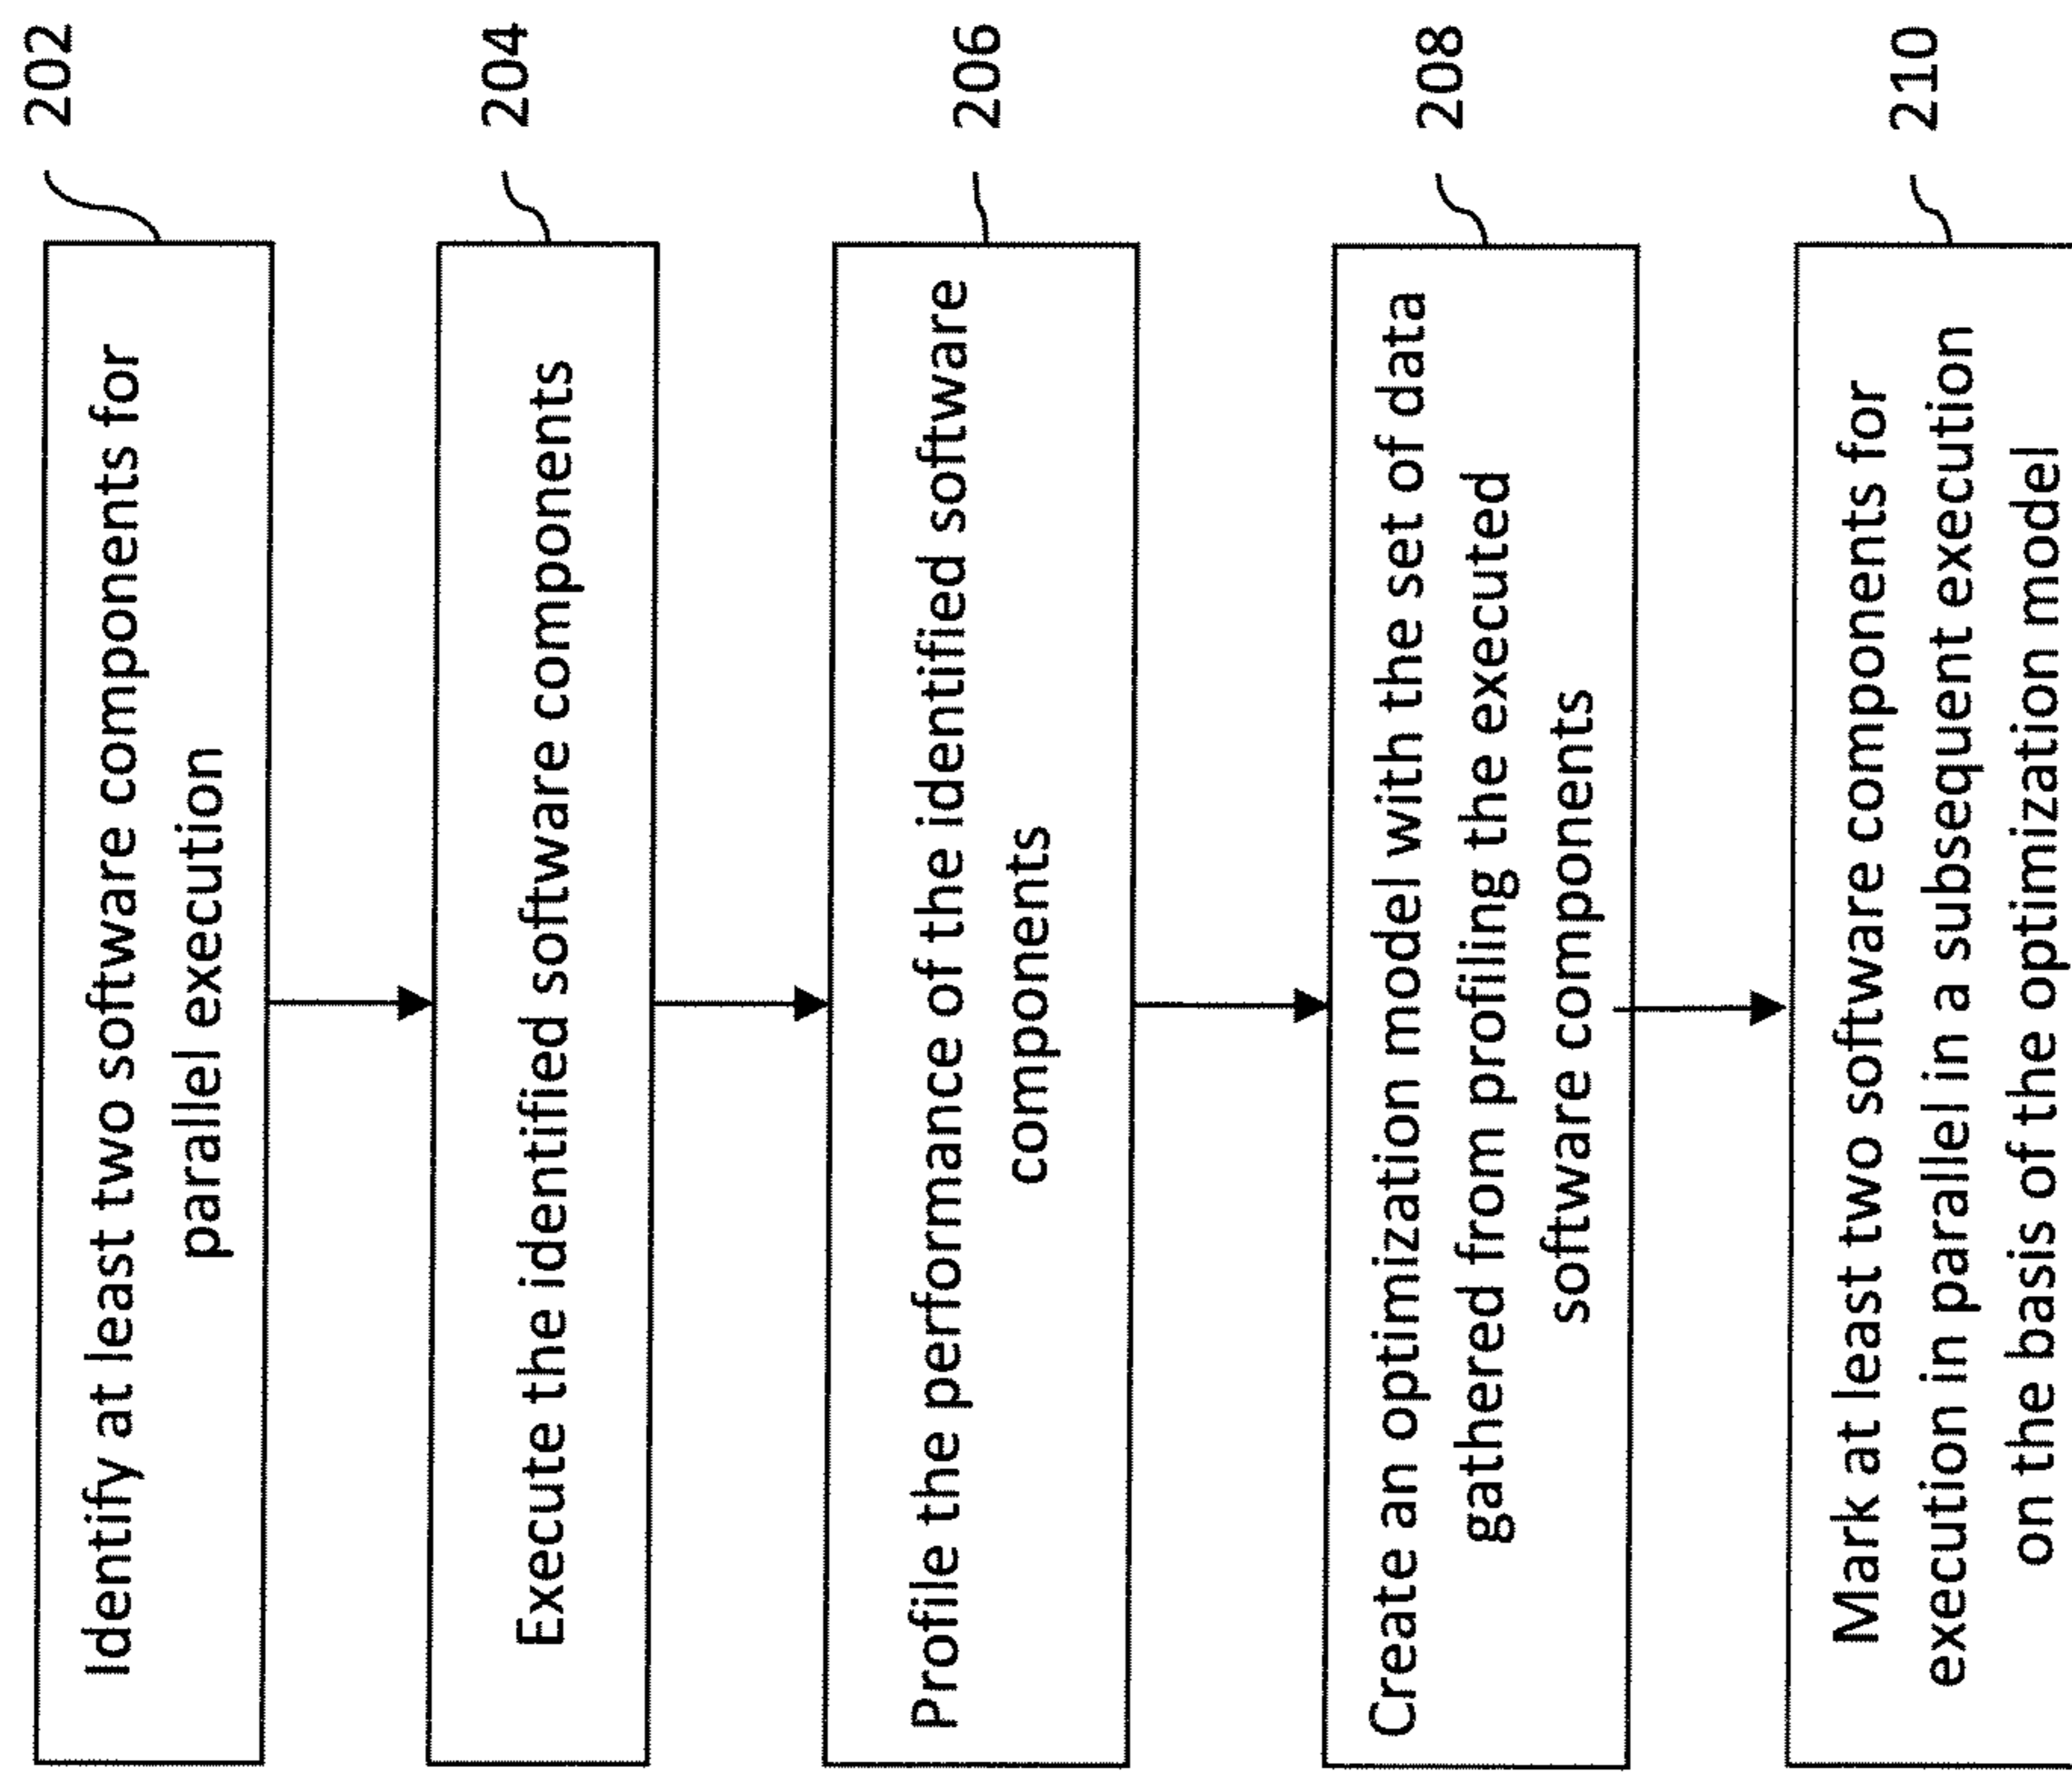 Identify at least two software components for
parallel execution
202
Execute the identified software components
204
Profile the performance of the identified software
components
206
Create an optimization model with the set of data
gathered from profiling the executed
software components
208
Mark at least two software components for
execution in parallel in a subsequent execution
on the basis of the optimization model
210